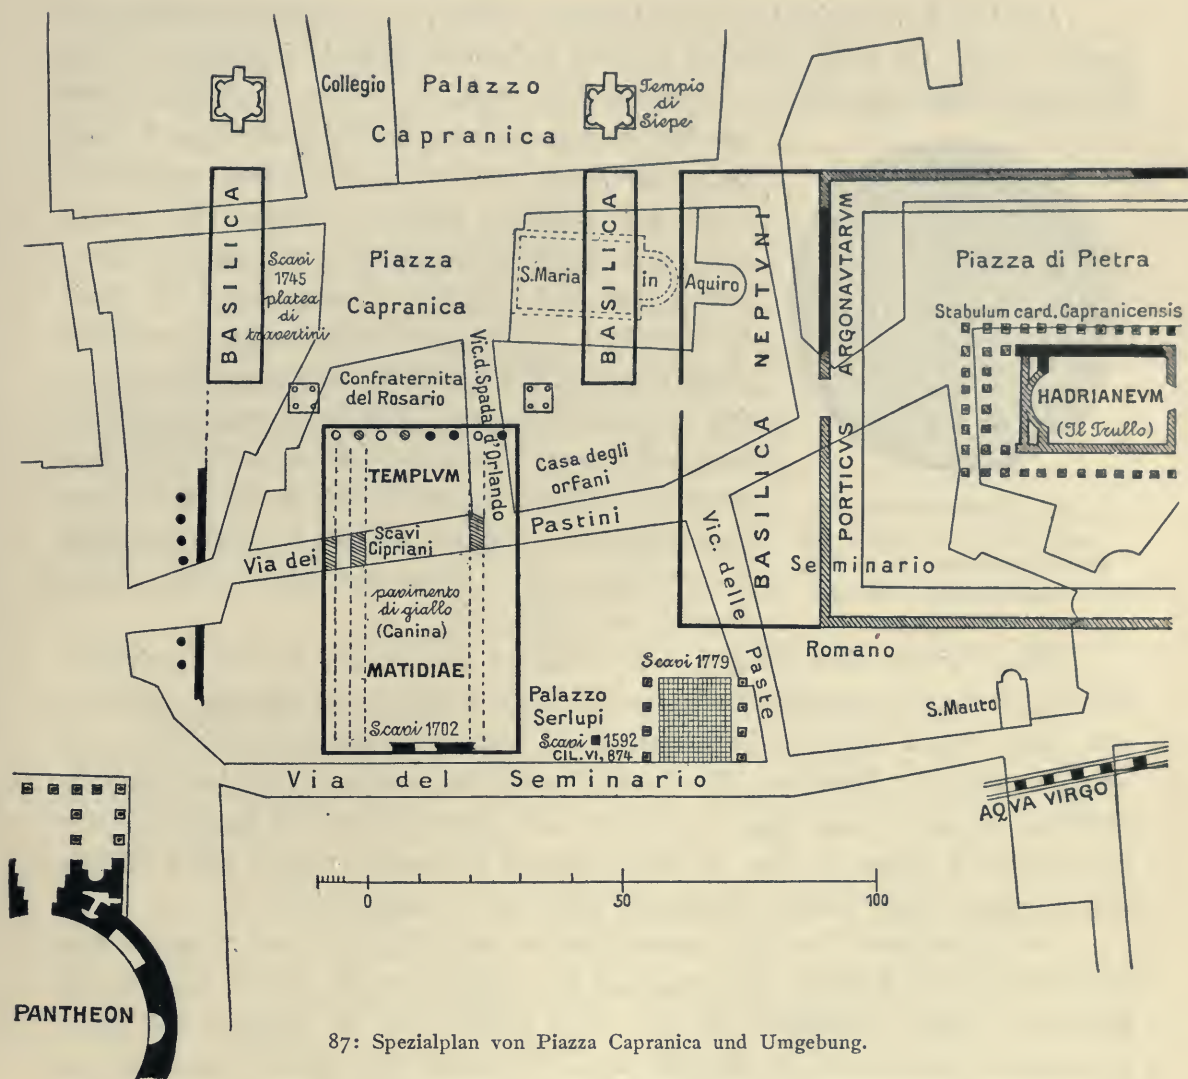 Collegio
Palazzo
Capranica
Tempio
di
Siepe
BASILICA
Scavi
1745
platea
di
travertini
Piazza
Capranica
BASILICA
S. Maria in Aquiro
BASILICA NEPTVNI
PORTICVS ARGONAVTARVM
Piazza di Pietra
Stabulum card. Capranicensis
HADRIANEVM
(Il Trullo)
Confraternita
del Rosario
Vic. d. Spada d'Orlando
Casa degli
orfani
TEMPLVM
Scavi
Cipriani
Via dei Pastini
pavimento
di giallo
(Canina)
MATIDIAE
Scavi 1702
Vic. delle Paste
Seminario
Romano
Scavi 1779
Palazzo
Serlupi
Scavi 1592
CIL. VI, 874
S. Mauto
Via del Seminario
AQVA VIRGO
0 50 100
PANTHEON
87: Spezialplan von Piazza Capranica und Umgebung.